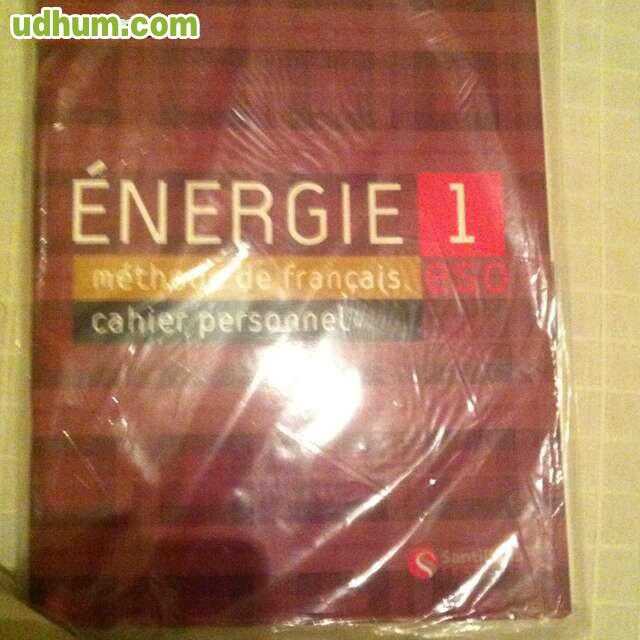 udhum.com
ÉNERGIE 1
méthode de français eso
cahier personnel